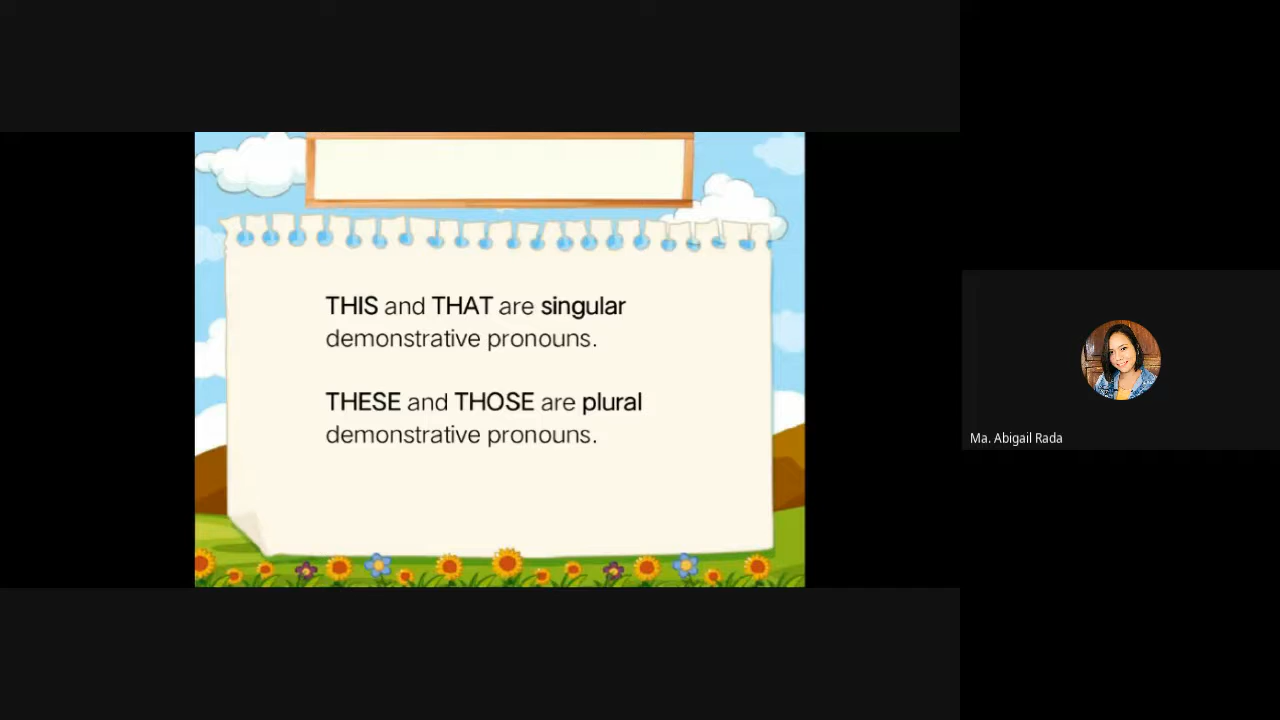 THIS and THAT are singular
demonstrative pronouns.
THESE and THOSE are plural
demonstrative pronouns.
Ma. Abigail Rada